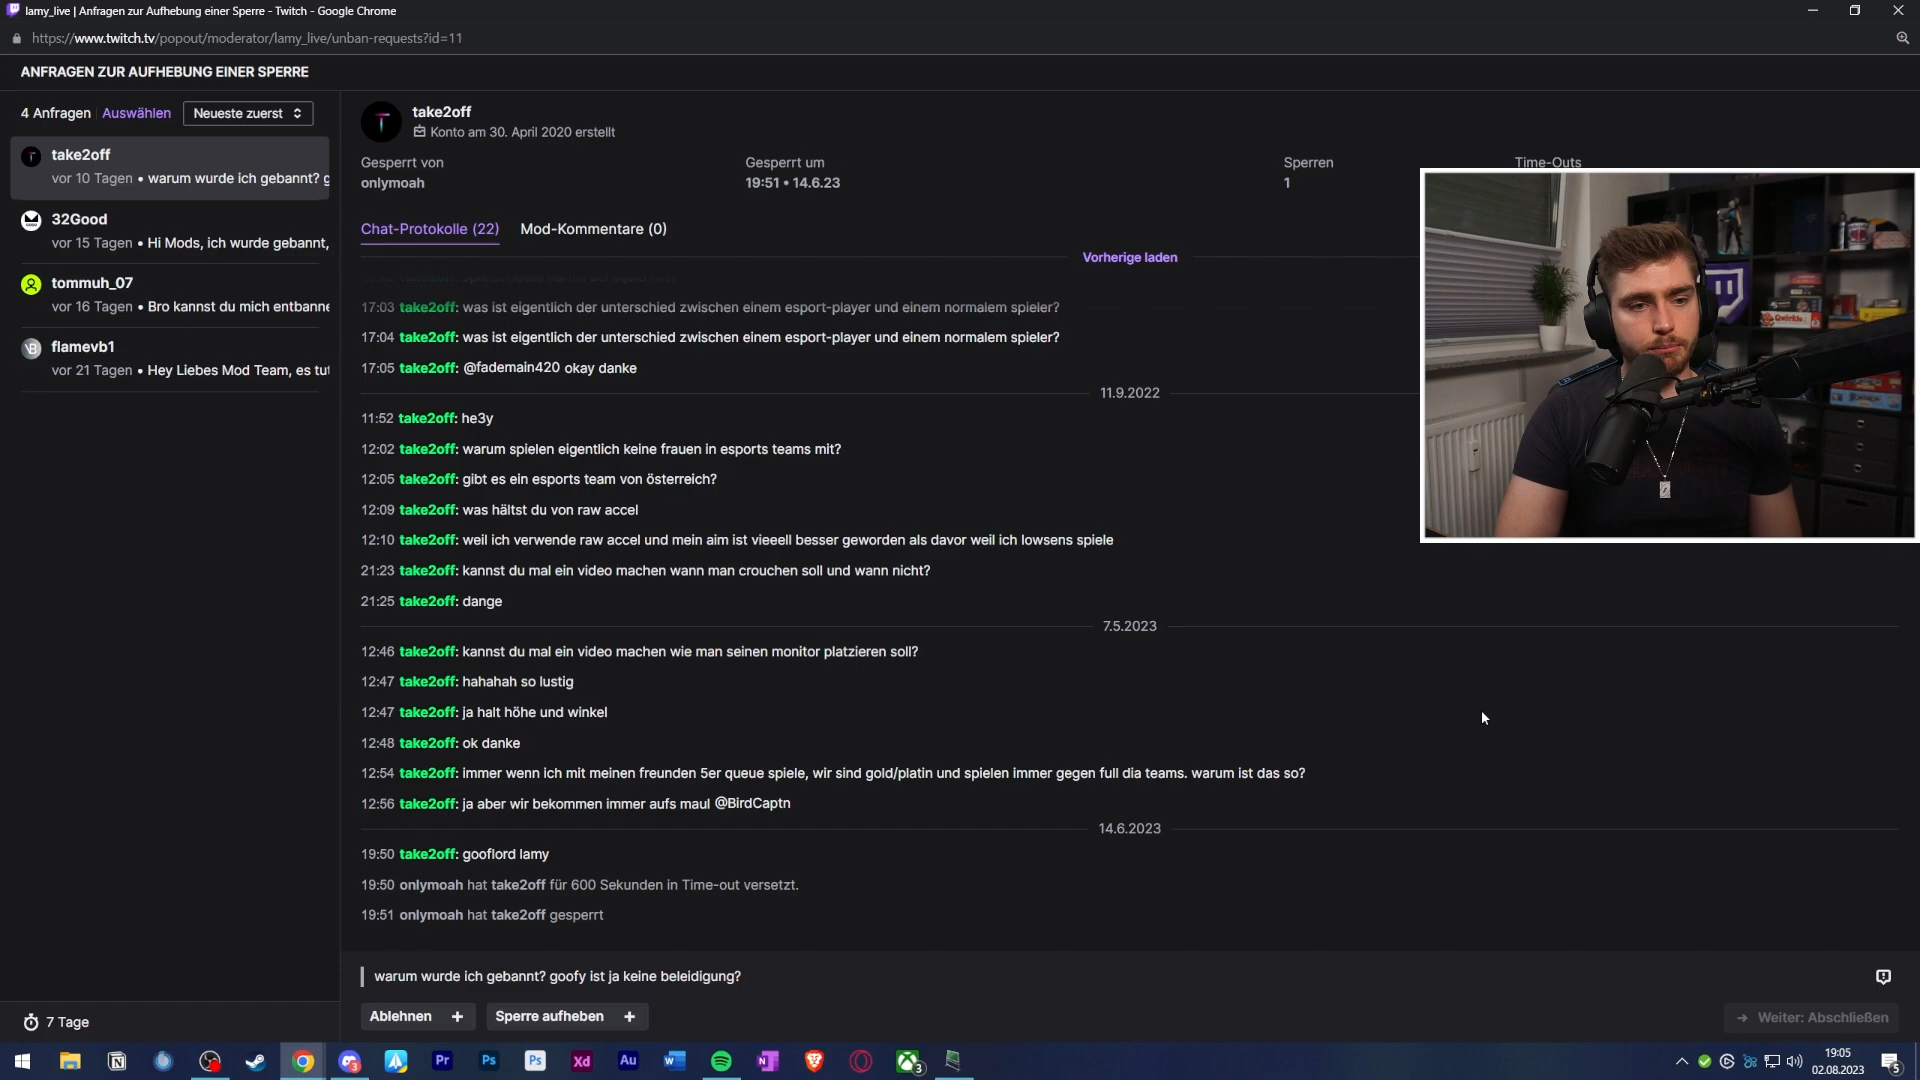 lamy_live | Anfragen zur Aufhebung einer Sperre - Twitch - Google Chrome
https://www.twitch.tv/popout/moderator/lamy_live/unban-requests?id=11
ANFRAGEN ZUR AUFHEBUNG EINER SPERRE
4 Anfragen Auswählen Neueste zuerst
take2off
vor 10 Tagen • warum wurde ich gebannt? g
32Good
vor 15 Tagen • Hi Mods, ich wurde gebannt,
tommuh_07
vor 16 Tagen • Bro kannst du mich entbanne
flamevb1
vor 21 Tagen • Hey Liebes Mod Team, es tut
7 Tage
take2off
Konto am 30. April 2020 erstellt
Gesperrt von Gesperrt um Sperren Time-Outs
onlymoah 19:51 • 14.6.23 1
Chat-Protokolle (22) Mod-Kommentare (0)
Vorherige laden
17:03 take2off: was ist eigentlich der unterschied zwischen einem esport-player und einem normalem spieler?
17:04 take2off: was ist eigentlich der unterschied zwischen einem esport-player und einem normalem spieler?
17:05 take2off: @fademain420 okay danke
11.9.2022
11:52 take2off: he3y
12:02 take2off: warum spielen eigentlich keine frauen in esports teams mit?
12:05 take2off: gibt es ein esports team von österreich?
12:09 take2off: was hältst du von raw accel
12:10 take2off: weil ich verwende raw accel und mein aim ist vieeell besser geworden als davor weil ich lowsens spiele
21:23 take2off: kannst du mal ein video machen wann man crouchen soll und wann nicht?
21:25 take2off: dange
7.5.2023
12:46 take2off: kannst du mal ein video machen wie man seinen monitor platzieren soll?
12:47 take2off: hahahah so lustig
12:47 take2off: ja halt höhe und winkel
12:48 take2off: ok danke
12:54 take2off: immer wenn ich mit meinen freunden 5er queue spiele, wir sind gold/platin und spielen immer gegen full dia teams. warum ist das so?
12:56 take2off: ja aber wir bekommen immer aufs maul @BirdCaptn
14.6.2023
19:50 take2off: gooflord lamy
19:50 onlymoah hat take2off für 600 Sekunden in Time-out versetzt.
19:51 onlymoah hat take2off gesperrt
warum wurde ich gebannt? goofy ist ja keine beleidigung?
Ablehnen + Sperre aufheben +
→ Weiter: Abschließen
Pr Ps Ps Xd Au W N 3
19:05
02.08.2023
5